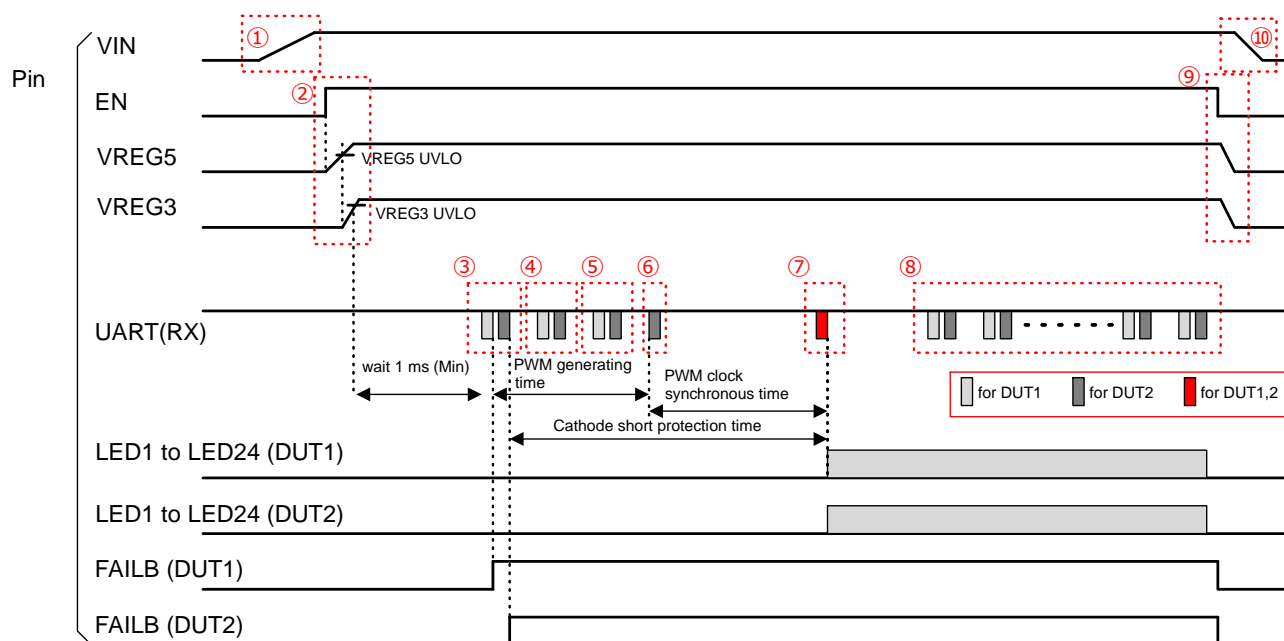 Pin
VIN
①
⑩
EN
②
⑨
VREG5
VREG5 UVLO
VREG3
VREG3 UVLO
③
④
⑤
⑥
⑦
⑧
UART(RX)
wait 1 ms (Min)
PWM generating
time
PWM clock
synchronous time
Cathode short protection time
for DUT1
for DUT2
for DUT1,2
LED1 to LED24 (DUT1)
LED1 to LED24 (DUT2)
FAILB (DUT1)
FAILB (DUT2)